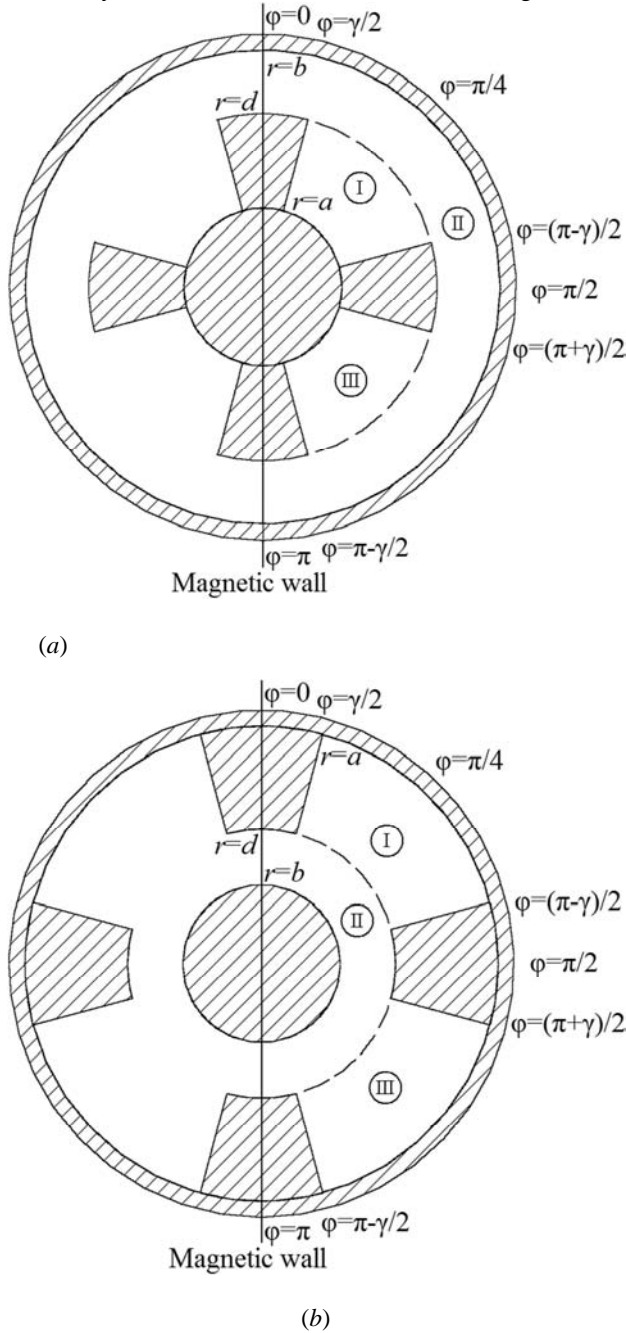 φ=0 φ=γ/2
r=b
φ=π/4
r=d
I
r=a
II
φ=(π-γ)/2
φ=π/2
φ=(π+γ)/2
III
φ=π φ=π-γ/2
Magnetic wall
(a)
φ=0 φ=γ/2
r=a
φ=π/4
I
r=d
r=b
φ=(π-γ)/2
II
φ=π/2
φ=(π+γ)/2
III
φ=π φ=π-γ/2
Magnetic wall
(b)